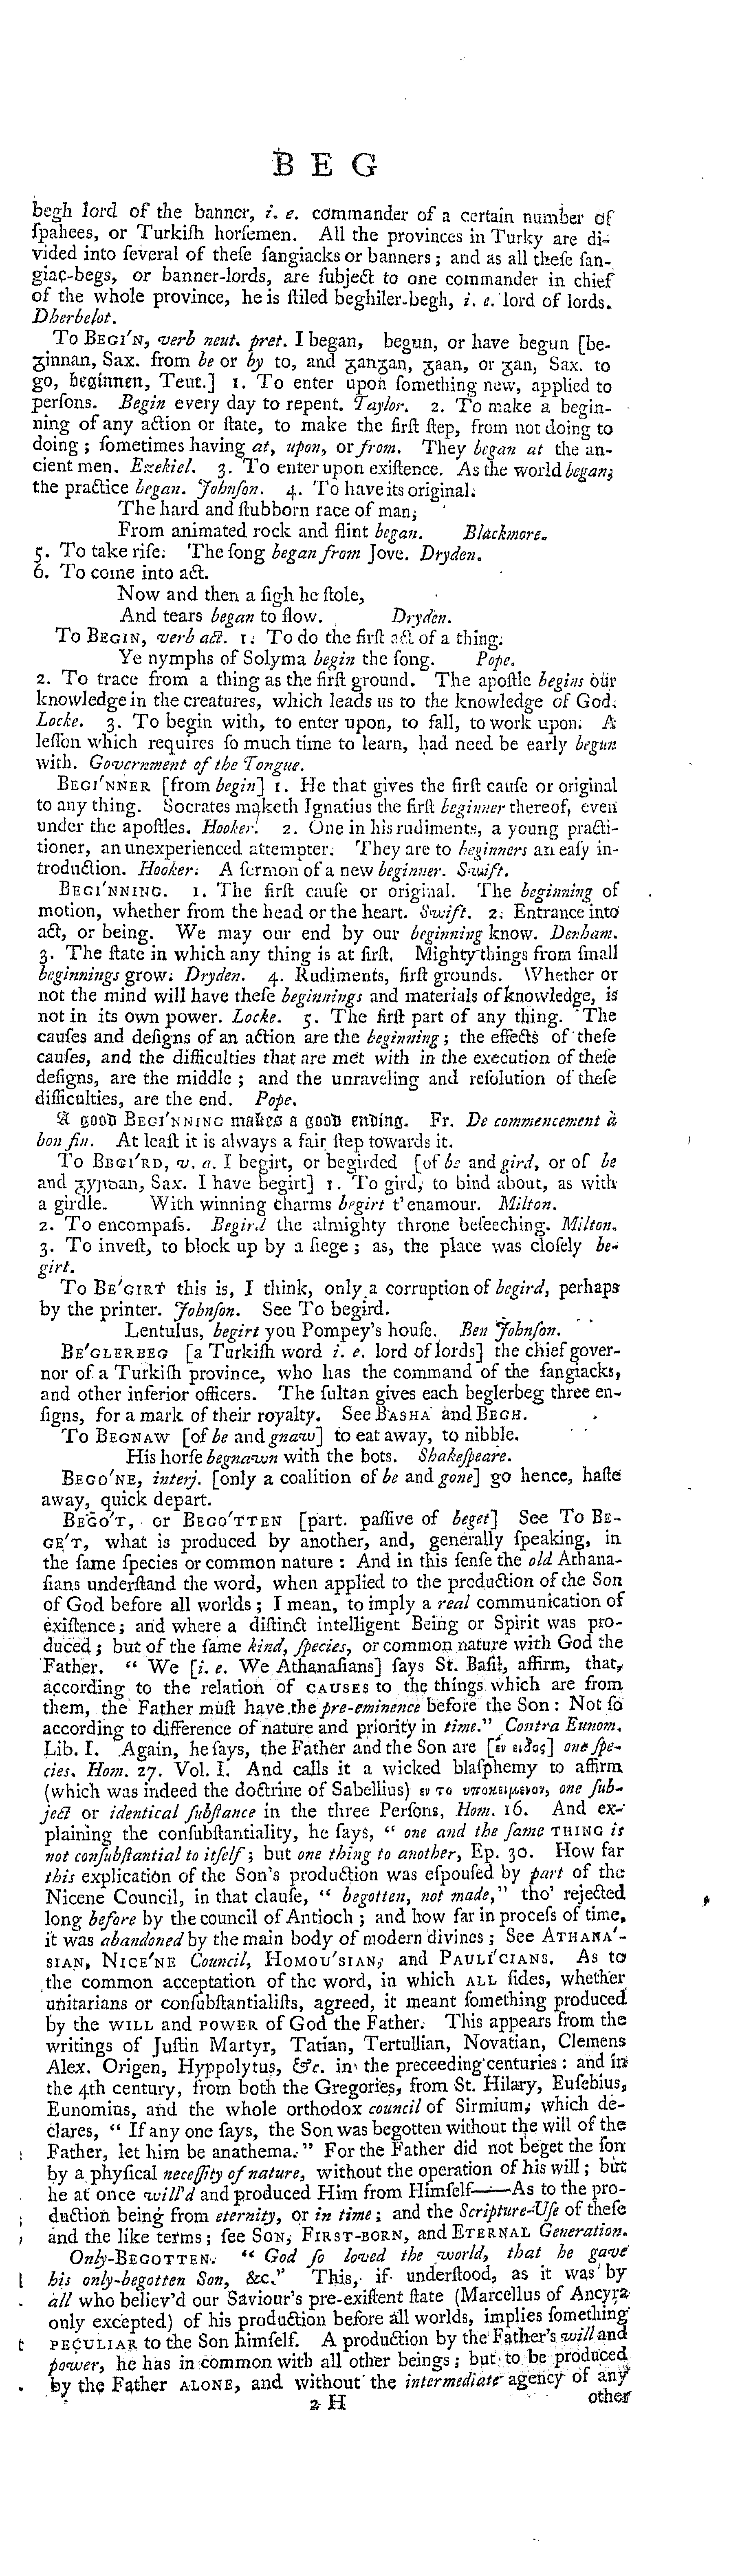 B E G
begh lord of the banner, i. e. commander of a certain number of
ſpahees, or Turkiſh horſemen. All the provinces in Turky are di-
vided into ſeveral of theſe ſangiacks or banners; and as all theſe ſan-
giac-begs, or banner-lords, are ſubject to one commander in chief
of the whole province, he is ſtiled beghiler-begh, i. e. lord of lords.
Dherbelot.
To BEGI′N, verb neut. pret. I began, begun, or have begun [be-
ᵹinnan, Sax. from be or by to, and ᵹanᵹan, ᵹaan, or ᵹan, Sax. to
go, beginnen, Teut.] 1. To enter upon ſomething new, applied to
perſons. Begin every day to repent. Taylor. 2. To make a begin-
ning of any action or ſtate, to make the firſt ſtep, from not doing to
doing; ſometimes having at, upon, or from. They began at the an-
cient men. Ezekiel. 3. To enter upon exiſtence. As the world began,
the practice began. Johnſon. 4. To have its original.
The hard and ſtubborn race of man,
From animated rock and flint began. Blackmore.
5. To take riſe. The ſong began from Jove. Dryden.
6. To come into act.
Now and then a ſigh he ſtole,
And tears began to flow. Dryden.
To BEGIN, verb act. 1. To do the firſt act of a thing.
Ye nymphs of Solyma begin the ſong. Pope.
2. To trace from a thing as the firſt ground. The apoſtle begins our
knowledge in the creatures, which leads us to the knowledge of God.
Locke. 3. To begin with, to enter upon, to fall, to work upon. A
leſſon which requires ſo much time to learn, had need be early begun
with. Government of the Tongue.
BEGI′NNER [from begin] 1. He that gives the firſt cauſe or original
to any thing. Socrates maketh Ignatius the firſt beginner thereof, even
under the apoſtles. Hooker. 2. One in his rudiments, a young practi-
tioner, an unexperienced attempter. They are to beginners an eaſy in-
troduction. Hooker. A ſermon of a new beginner. Swift.
BEGI′NNING. 1. The firſt cauſe or original. The beginning of
motion, whether from the head or the heart. Swift. 2. Entrance into
act, or being. We may our end by our beginning know. Denham.
3. The ſtate in which any thing is at firſt. Mighty things from ſmall
beginnings grow. Dryden. 4. Rudiments, firſt grounds. Whether or
not the mind will have theſe beginnings and materials of knowledge, is
not in its own power. Locke. 5. The firſt part of any thing. The
cauſes and deſigns of an action are the beginning; the effects of theſe
cauſes, and the difficulties that are met with in the execution of theſe
deſigns, are the middle; and the unraveling and reſolution of theſe
difficulties, are the end. Pope.
A good BEGI′NNING makes a good ending. Fr. De commencement à
bon fin. At leaſt it is always a fair ſtep towards it.
To BEGI′RD, v. a. I begirt, or begirded [of be and gird, or of be
and ᵹyꞃꝺan, Sax. I have begirt] 1. To gird, to bind about, as with
a girdle. With winning charms begirt t' enamour. Milton.
2. To encompaſs. Begird the almighty throne beſeeching. Milton.
3. To inveſt, to block up by a ſiege; as, the place was cloſely be-
girt.
To BE′GIRT this is, I think, only a corruption of begird, perhaps
by the printer. Johnſon. See To begird.
Lentulus, begirt you Pompey's houſe. Ben Johnſon.
BE′GLERBEG [a Turkiſh word i. e. lord of lords] the chief gover-
nor of a Turkiſh province, who has the command of the ſangiacks,
and other inferior officers. The ſultan gives each beglerbeg three en-
ſigns, for a mark of their royalty. See BASHA and BEGH.
To BEGNAW [of be and gnaw] to eat away, to nibble.
His horſe begnawn with the bots. Shakeſpeare.
BEGO′NE, interj. [only a coalition of be and gone] go hence, haſte
away, quick depart.
BEGO′T, or BEGO′TTEN [part. paſſive of beget] See To BE-
GE′T, what is produced by another, and, generally ſpeaking, in
the ſame ſpecies or common nature: And in this ſenſe the old Athana-
ſians underſtand the word, when applied to the production of the Son
of God before all worlds; I mean, to imply a real communication of
exiſtence; and where a diſtinct intelligent Being or Spirit was pro-
duced; but of the ſame kind, ſpecies, or common nature with God the
Father. “ We [i. e. We Athanaſians] ſays St. Baſil, affirm, that,
according to the relation of CAUSES to the things which are from
them, the Father muſt have the pre-eminence before the Son: Not ſo
according to difference of nature and priority in time.” Contra Eunom.
Lib. I. Again, he ſays, the Father and the Son are [εν ειδος] one ſpe-
cies. Hom. 27. Vol. I. And calls it a wicked blaſphemy to affirm
(which was indeed the doctrine of Sabellius) εν το υποκειμενον, one ſub-
ject or identical ſubſtance in the three Perſons, Hom. 16. And ex-
plaining the conſubſtantiality, he ſays, “ one and the ſame THING is
not conſubſtantial to itſelf; but one thing to another, Ep. 30. How far
this explication of the Son's production was eſpouſed by part of the
Nicene Council, in that clauſe, “ begotten, not made,” tho' rejected
long before by the council of Antioch; and how far in proceſs of time,
it was abandoned by the main body of modern divines; See ATHANA′-
SIAN, NICE′NE Council, HOMOU′SIAN, and PAULI′CIANS. As to
the common acceptation of the word, in which ALL ſides, whether
unitarians or conſubſtantialiſts, agreed, it meant ſomething produced
by the WILL and POWER of God the Father. This appears from the
writings of Juſtin Martyr, Tatian, Tertullian, Novatian, Clemens
Alex. Origen, Hyppolytus, &c. in the preceeding centuries: and in
the 4th century, from both the Gregories, from St. Hilary, Euſebius,
Eunomius, and the whole orthodox council of Sirmium, which de-
clares, “ If any one ſays, the Son was begotten without the will of the
Father, let him be anathema.” For the Father did not beget the ſon
by a phyſical neceſſity of nature, without the operation of his will; but
he at once will'd and produced Him from Himſelf——As to the pro-
duction being from eternity, or in time; and the Scripture-Uſe of theſe
and the like terms; ſee SON, FIRST-BORN, and ETERNAL Generation.
Only-BEGOTTEN. “ God ſo loved the world, that he gave
his only-begotten Son, &c.” This, if underſtood, as it was by
all who believ'd our Saviour's pre-exiſtent ſtate (Marcellus of Ancyra
only excepted) of his production before all worlds, implies ſomething
PECULIAR to the Son himſelf. A production by the Father's will and
power, he has in common with all other beings; but to be produced
by the Father ALONE, and without the intermediate agency of any
2 H other